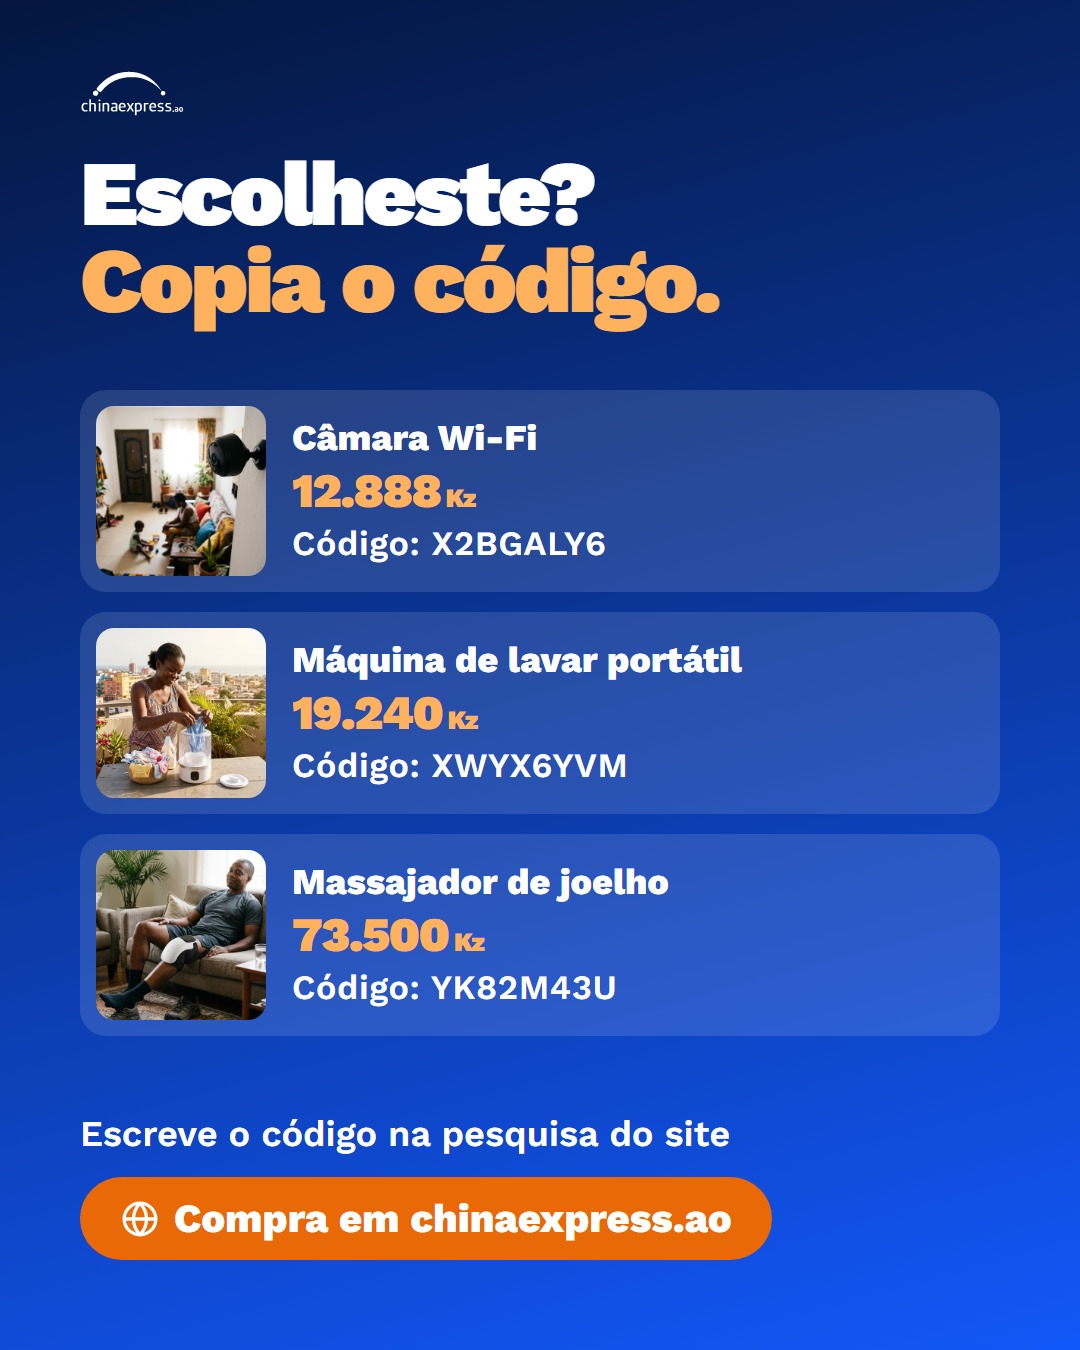 chinaexpress.ao
Escolheste?
Copia o código.
Câmara Wi-Fi
12.888 Kz
Código: X2BGALY6
Máquina de lavar portátil
19.240 Kz
Código: XWYX6YVM
Massajador de joelho
73.500 Kz
Código: YK82M43U
Escreve o código na pesquisa do site
Compra em chinaexpress.ao